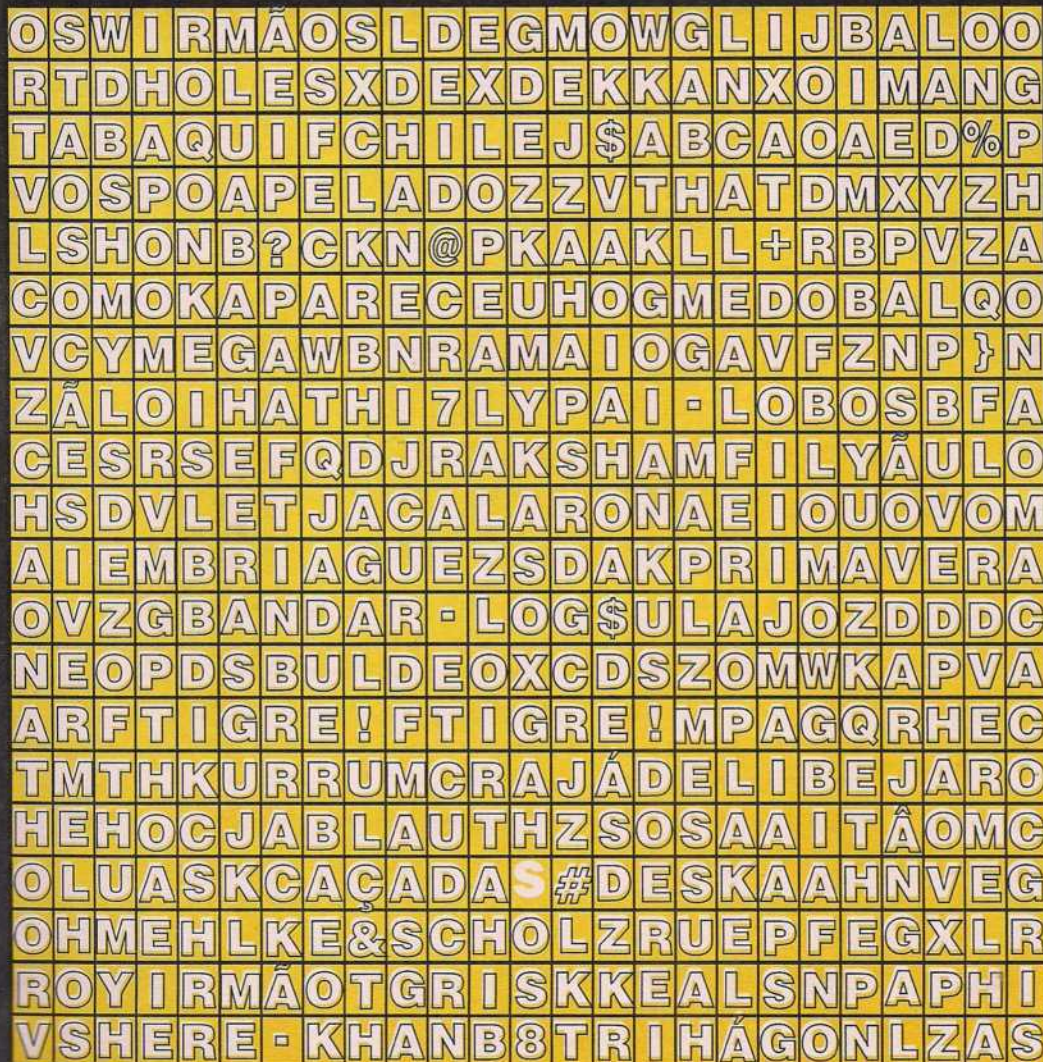 OSWIRMÃOSLDEGMOWGLIJBALOO
RTDHOLESXDEXDEKKANXOIMANG
TABAQUIFCHILEJ$ABCAOAED%P
VOSPOAPELADOZZVTHATDMXYZH
LSHONB?CKN@PKAAKLL+RBPVZA
COMOKAPARECEUHOGMEDOBALQO
VCYMEGAWBNRAMAIOGAVFZNP}N
ZÃLOIHATHI7LYPAI-LOBOSBFA
CESRSEFQDJRAKSHAMFILYÃULO
HSDVLETJACALARONAEIOUOVOM
AIEMBRIAGUEZSDAKPRIMAVERA
OVZGBANDAR-LOG$ULAJOZDDDC
NEOPDSBULDEOXCDSZOMWKAPVA
ARFTIGRE!FTIGRE!MPAGQRHEC
TMTHKURRUMCRAJÁDELIBEJARO
HEHOCJABLAUTHZSOSAAITÂOMC
OLUASKCAÇADAS#DESKAAHNVEG
OHMEHLKE&SCHOLZRUEPFEGXLR
ROYIRMÃOTGRISKKEALSNPAPHI
VSHERE-KHANB8TRIHÁGONLZAS